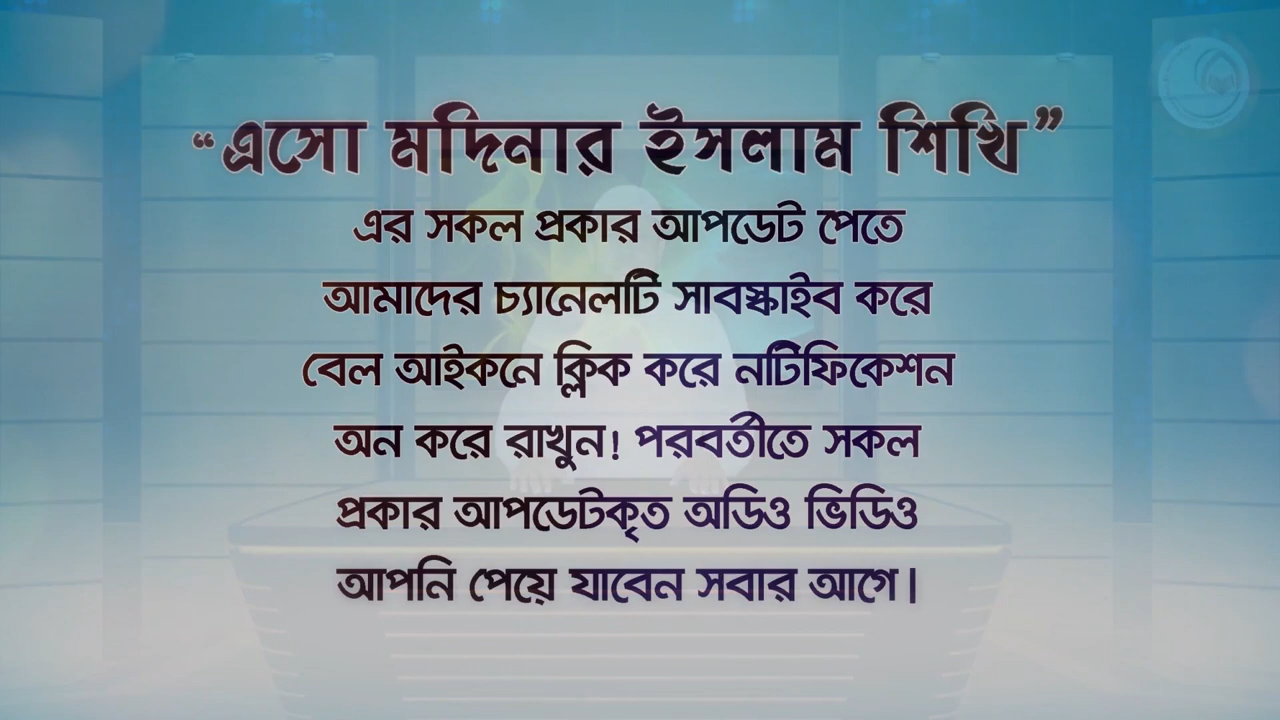 “এসো মদিনার ইসলাম শিখি”
এর সকল প্রকার আপডেট পেতে
আমাদের চ্যানেলটি সাবস্ক্রাইব করে
বেল আইকনে ক্লিক করে নটিফিকেশন
অন করে রাখুন! পরবর্তীতে সকল
প্রকার আপডেটকৃত অডিও ভিডিও
আপনি পেয়ে যাবেন সবার আগে।